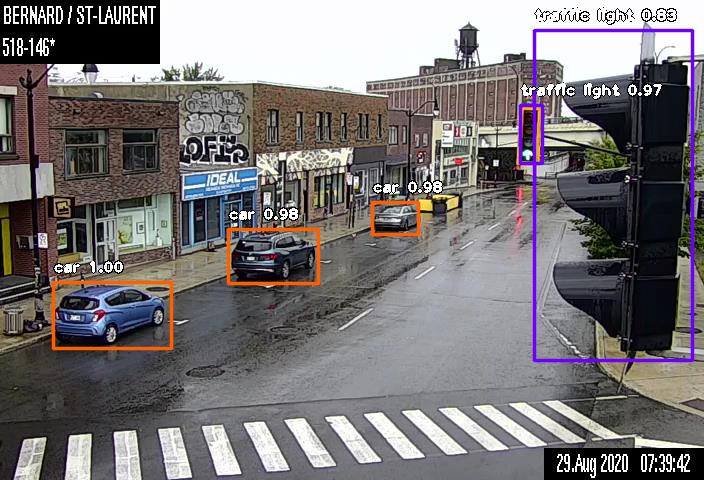 BERNARD / ST-LAURENT
518-146*
traffic light 0.83
traffic light 0.97
IDEAL
car 0.98
car 0.98
car 1.00
29.Aug 2020 07:39:42